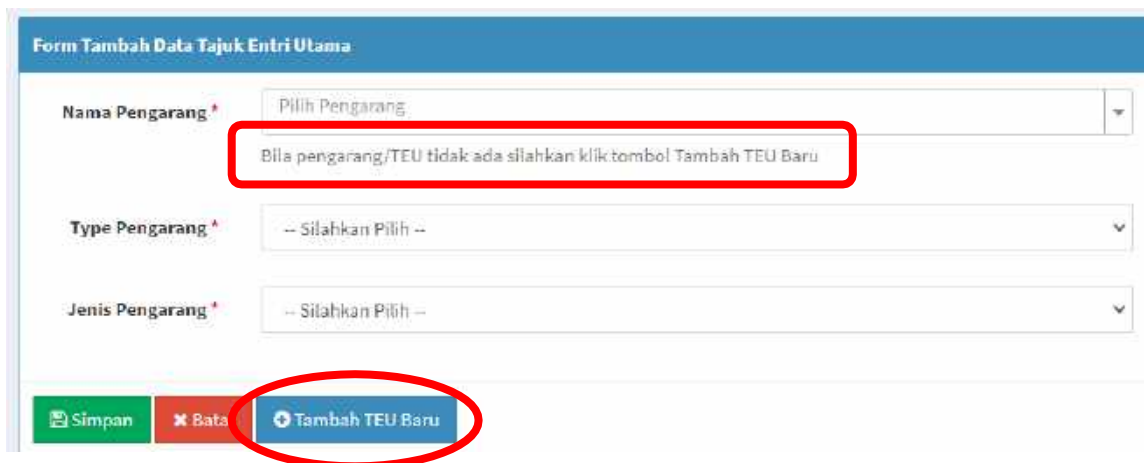 Form Tambah Data Tajuk Entri Utama
Nama Pengarang * Pilih Pengarang
Bila pengarang/TEU tidak ada silahkan klik tombol Tambah TEU Baru
Type Pengarang * -- Silahkan Pilih --
Jenis Pengarang * -- Silahkan Pilih --
Simpan Bata Tambah TEU Baru